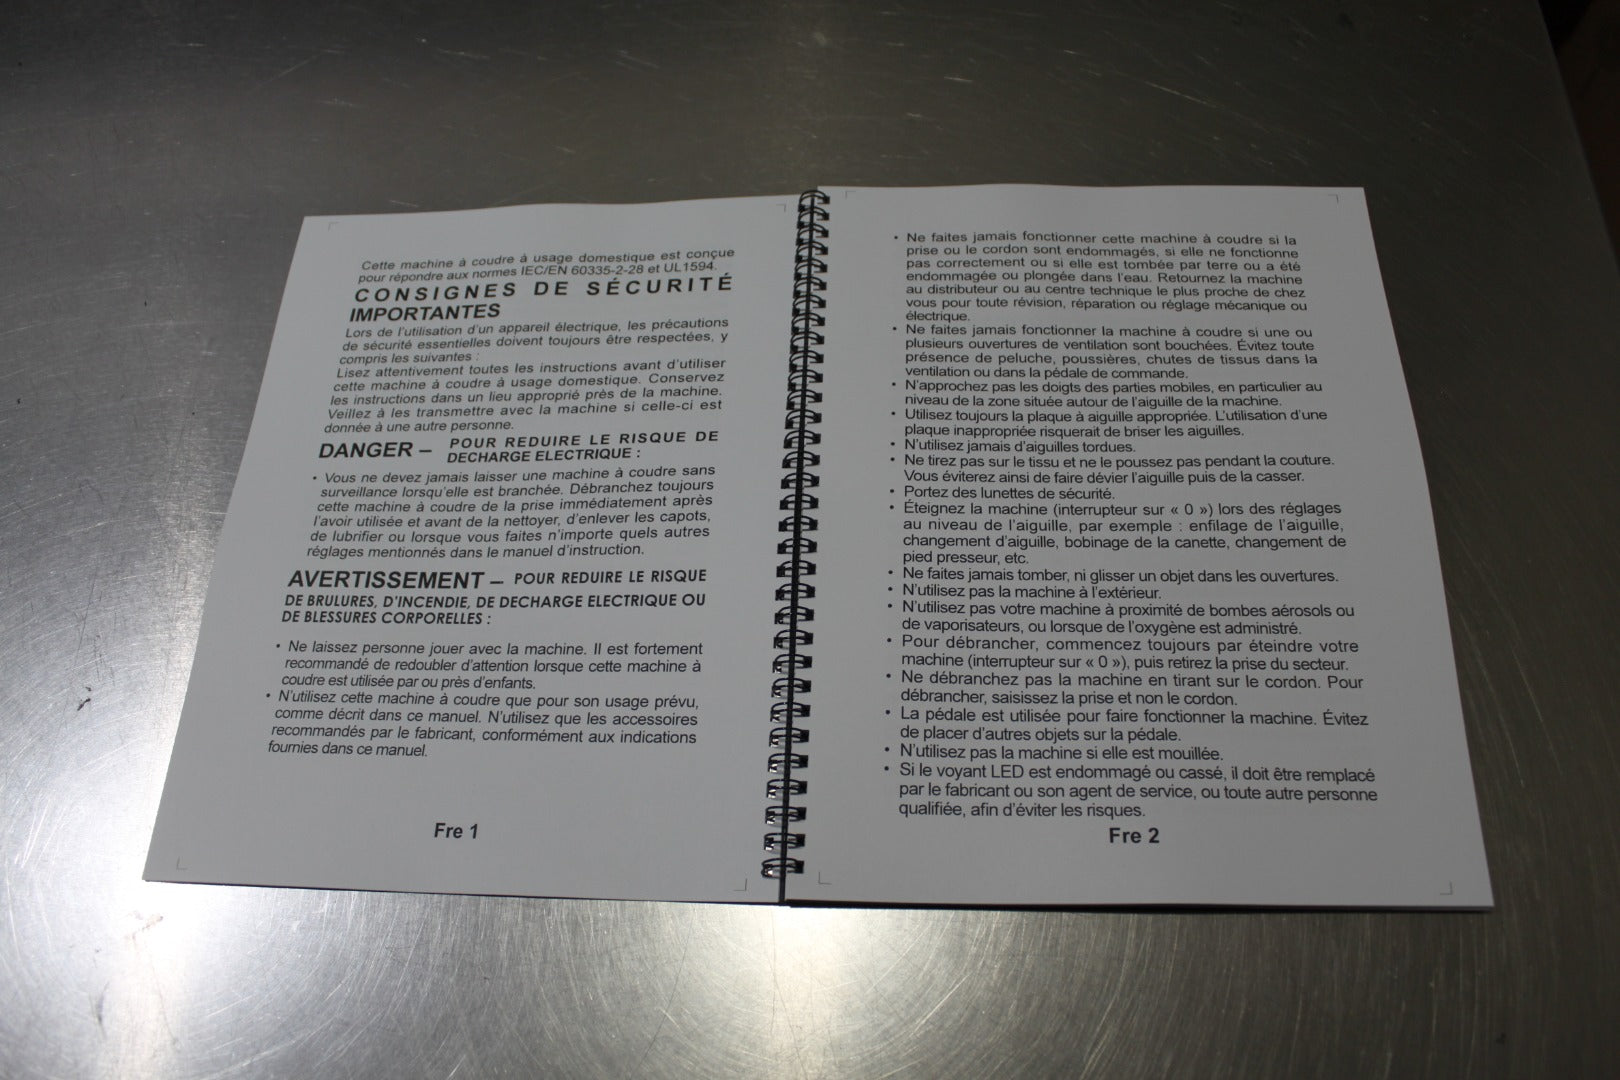 Cette machine à coudre à usage domestique est conçue
pour répondre aux normes IEC/EN 60335-2-28 et UL1594.
CONSIGNES DE SÉCURITÉ
IMPORTANTES
Lors de l'utilisation d'un appareil électrique, les précautions
de sécurité essentielles doivent toujours être respectées, y
compris les suivantes :
Lisez attentivement toutes les instructions avant d'utiliser
cette machine à coudre à usage domestique. Conservez
les instructions dans un lieu approprié près de la machine.
Veillez à les transmettre avec la machine si celle-ci est
donnée à une autre personne.
DANGER – POUR REDUIRE LE RISQUE DE
DECHARGE ELECTRIQUE :
• Vous ne devez jamais laisser une machine à coudre sans
surveillance lorsqu'elle est branchée. Débranchez toujours
cette machine à coudre de la prise immédiatement après
l'avoir utilisée et avant de la nettoyer, d'enlever les capots,
de lubrifier ou lorsque vous faites n'importe quels autres
réglages mentionnés dans le manuel d'instruction.
AVERTISSEMENT – POUR REDUIRE LE RISQUE
DE BRULURES, D'INCENDIE, DE DECHARGE ELECTRIQUE OU
DE BLESSURES CORPORELLES :
• Ne laissez personne jouer avec la machine. Il est fortement
recommandé de redoubler d'attention lorsque cette machine à
coudre est utilisée par ou près d'enfants.
• N'utilisez cette machine à coudre que pour son usage prévu,
comme décrit dans ce manuel. N'utilisez que les accessoires
recommandés par le fabricant, conformément aux indications
fournies dans ce manuel.
Fre 1
• Ne faites jamais fonctionner cette machine à coudre si la
prise ou le cordon sont endommagés, si elle ne fonctionne
pas correctement ou si elle est tombée par terre ou a été
endommagée ou plongée dans l'eau. Retournez la machine
au distributeur ou au centre technique le plus proche de chez
vous pour toute révision, réparation ou réglage mécanique ou
électrique.
• Ne faites jamais fonctionner la machine à coudre si une ou
plusieurs ouvertures de ventilation sont bouchées. Évitez toute
présence de peluche, poussières, chutes de tissus dans la
ventilation ou dans la pédale de commande.
• N'approchez pas les doigts des parties mobiles, en particulier au
niveau de la zone située autour de l'aiguille de la machine.
• Utilisez toujours la plaque à aiguille appropriée. L'utilisation d'une
plaque inappropriée risquerait de briser les aiguilles.
• N'utilisez jamais d'aiguilles tordues.
• Ne tirez pas sur le tissu et ne le poussez pas pendant la couture.
Vous éviterez ainsi de faire dévier l'aiguille puis de la casser.
• Portez des lunettes de sécurité.
• Éteignez la machine (interrupteur sur « 0 ») lors des réglages
au niveau de l'aiguille, par exemple : enfilage de l'aiguille,
changement d'aiguille, bobinage de la canette, changement de
pied presseur, etc.
• Ne faites jamais tomber, ni glisser un objet dans les ouvertures.
• N'utilisez pas la machine à l'extérieur.
• N'utilisez pas votre machine à proximité de bombes aérosols ou
de vaporisateurs, ou lorsque de l'oxygène est administré.
• Pour débrancher, commencez toujours par éteindre votre
machine (interrupteur sur « 0 »), puis retirez la prise du secteur.
• Ne débranchez pas la machine en tirant sur le cordon. Pour
débrancher, saisissez la prise et non le cordon.
• La pédale est utilisée pour faire fonctionner la machine. Évitez
de placer d'autres objets sur la pédale.
• N'utilisez pas la machine si elle est mouillée.
• Si le voyant LED est endommagé ou cassé, il doit être remplacé
par le fabricant ou son agent de service, ou toute autre personne
qualifiée, afin d'éviter les risques.
Fre 2